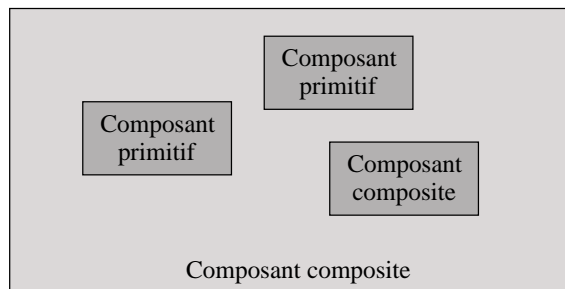 Composant
primitif
Composant
primitif
Composant
composite
Composant composite